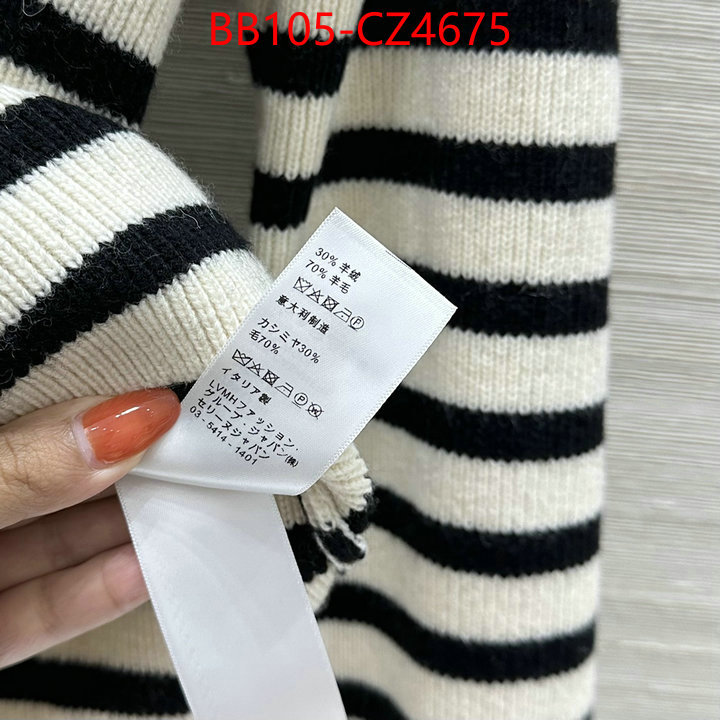 BB105-CZ4675
30% 羊绒
70% 羊毛
意大利制造
カシミヤ30%
毛70%
イタリア製
LVMHファッション・
グループ・ジャパン(株)
セリーヌジャパン
03-5414-1401